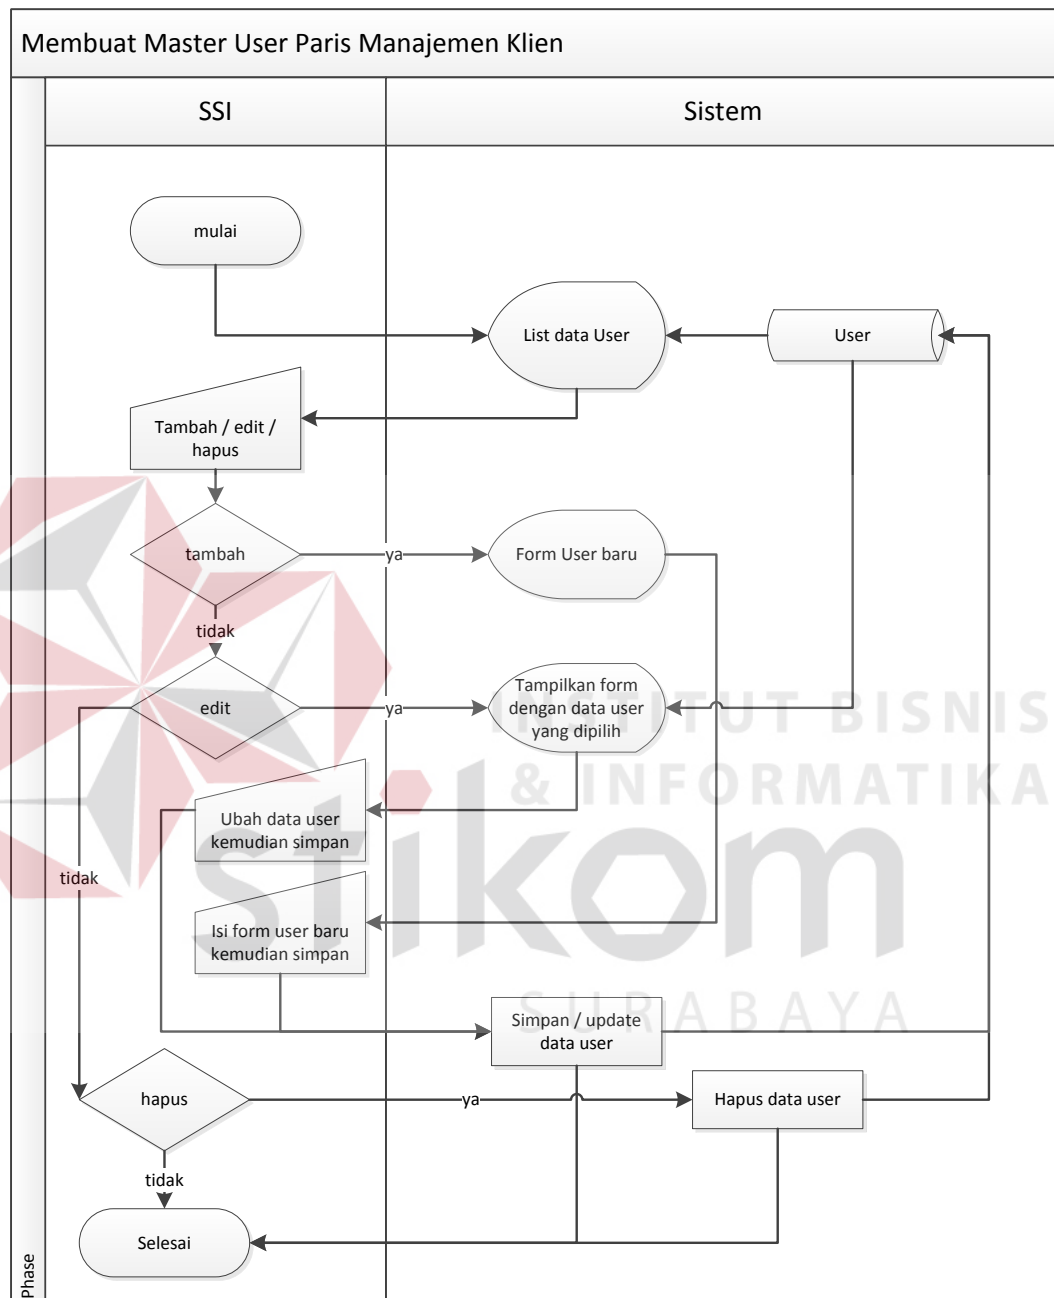 Membuat Master User Paris Manajemen Klien
SSI
Sistem
mulai
List data User
User
Tambah / edit /
hapus
tambah
ya
Form User baru
tidak
edit
ya
Tampilkan form
dengan data user
yang dipilih
INSTITUT BISNIS
& INFORMATIKA
Ubah data user
kemudian simpan
stikom
tidak
Isi form user baru
kemudian simpan
SURABAYA
Simpan / update
data user
hapus
ya
Hapus data user
tidak
Selesai
Phase